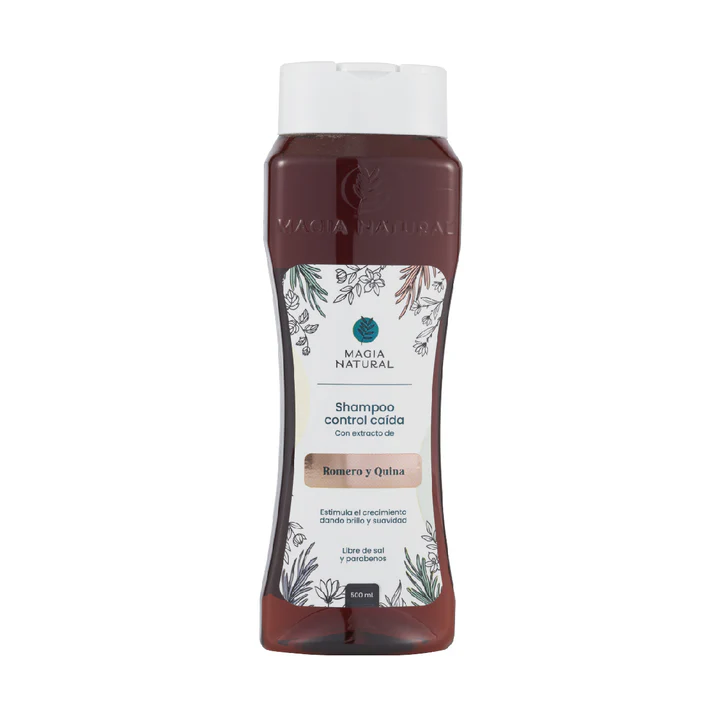 MAGIA NATURAL
MAGIA
NATURAL
Shampoo
control caída
Con extracto de
Romero y Quina
Estimula el crecimiento
dando brillo y suavidad
Libre de sal
y parabenos
500 ml